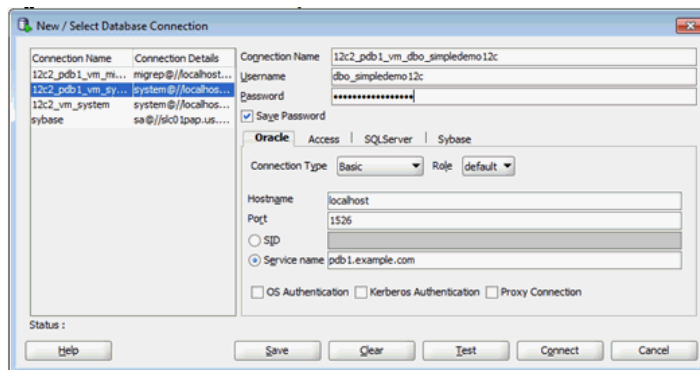 New / Select Database Connection
Connection Name Connection Details
12c2_pdb1_vm_mi... migrep@//localhost...
12c2_pdb1_vm_sy... system@//localhos...
12c2_vm_system system@//localhos...
sybase sa@//slc01pap.us....
Connection Name 12c2_pdb1_vm_dbo_simpledemo12c
Username dbo_simpledemo12c
Password •••••••••••••••••
Save Password
Oracle Access SQLServer Sybase
Connection Type Basic Role default
Hostname localhost
Port 1526
SID
Service name pdb1.example.com
OS Authentication Kerberos Authentication Proxy Connection
Status :
Help Save Clear Test Connect Cancel